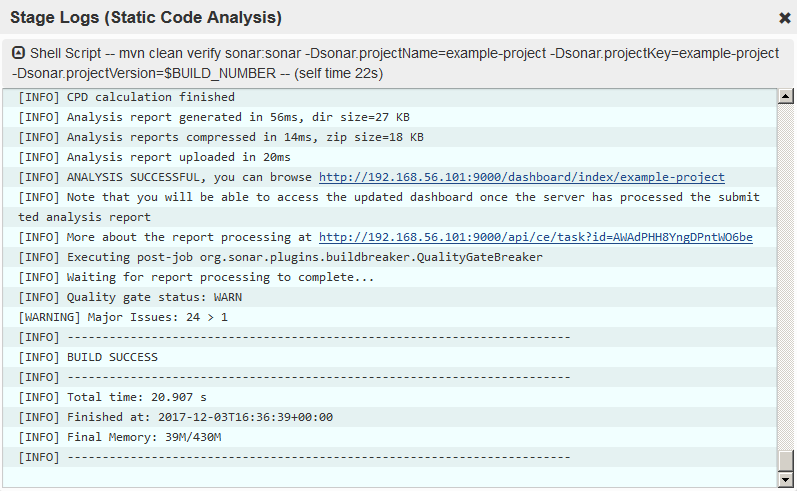 Stage Logs (Static Code Analysis)
Shell Script -- mvn clean verify sonar:sonar -Dsonar.projectName=example-project -Dsonar.projectKey=example-project
-Dsonar.projectVersion=$BUILD_NUMBER -- (self time 22s)
[INFO] CPD calculation finished
[INFO] Analysis report generated in 56ms, dir size=27 KB
[INFO] Analysis reports compressed in 14ms, zip size=18 KB
[INFO] Analysis report uploaded in 20ms
[INFO] ANALYSIS SUCCESSFUL, you can browse http://192.168.56.101:9000/dashboard/index/example-project
[INFO] Note that you will be able to access the updated dashboard once the server has processed the submit
ted analysis report
[INFO] More about the report processing at http://192.168.56.101:9000/api/ce/task?id=AWAdPHH8YngDPntWO6be
[INFO] Executing post-job org.sonar.plugins.buildbreaker.QualityGateBreaker
[INFO] Waiting for report processing to complete...
[INFO] Quality gate status: WARN
[WARNING] Major Issues: 24 > 1
[INFO] ------------------------------------------------------------------------
[INFO] BUILD SUCCESS
[INFO] ------------------------------------------------------------------------
[INFO] Total time: 20.907 s
[INFO] Finished at: 2017-12-03T16:36:39+00:00
[INFO] Final Memory: 39M/430M
[INFO] ------------------------------------------------------------------------